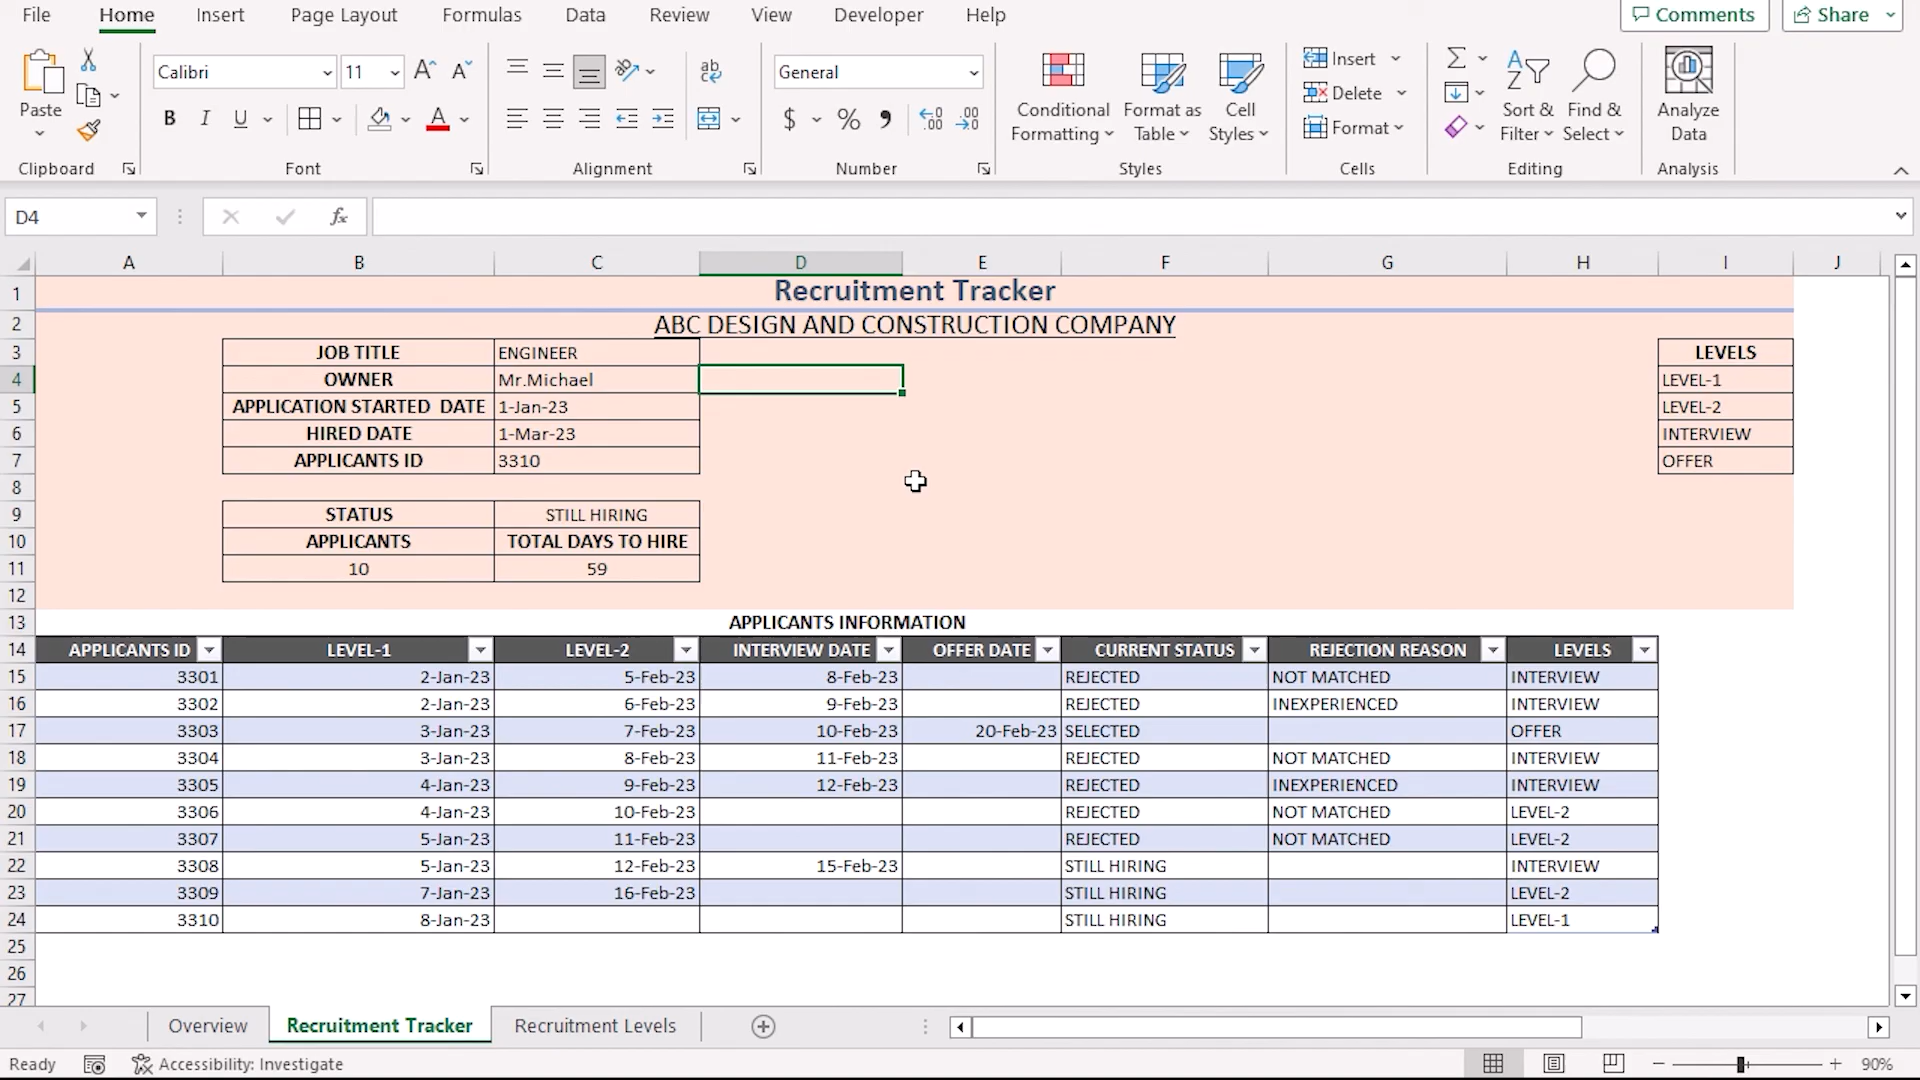 File Home Insert Page Layout Formulas Data Review View Developer Help Comments Share
Calibri 11 A A ab c General Insert
Paste B I U A $ % 9 .00 Conditional Formatting Format as Table Cell Styles Delete Format Sort & Filter Find & Select Analyze Data
Clipboard Font Alignment Number Styles Cells Editing Analysis
D4 fx
A B C D E F G H I J
1 Recruitment Tracker
2 ABC DESIGN AND CONSTRUCTION COMPANY
3 JOB TITLE ENGINEER LEVELS
4 OWNER Mr.Michael LEVEL-1
5 APPLICATION STARTED DATE 1-Jan-23 LEVEL-2
6 HIRED DATE 1-Mar-23 INTERVIEW
7 APPLICANTS ID 3310 OFFER
8
9 STATUS STILL HIRING
10 APPLICANTS TOTAL DAYS TO HIRE
11 10 59
12
13 APPLICANTS INFORMATION
14 APPLICANTS ID LEVEL-1 LEVEL-2 INTERVIEW DATE OFFER DATE CURRENT STATUS REJECTION REASON LEVELS
15 3301 2-Jan-23 5-Feb-23 8-Feb-23 REJECTED NOT MATCHED INTERVIEW
16 3302 2-Jan-23 6-Feb-23 9-Feb-23 REJECTED INEXPERIENCED INTERVIEW
17 3303 3-Jan-23 7-Feb-23 10-Feb-23 20-Feb-23 SELECTED OFFER
18 3304 3-Jan-23 8-Feb-23 11-Feb-23 REJECTED NOT MATCHED INTERVIEW
19 3305 4-Jan-23 9-Feb-23 12-Feb-23 REJECTED INEXPERIENCED INTERVIEW
20 3306 4-Jan-23 10-Feb-23 REJECTED NOT MATCHED LEVEL-2
21 3307 5-Jan-23 11-Feb-23 REJECTED NOT MATCHED LEVEL-2
22 3308 5-Jan-23 12-Feb-23 15-Feb-23 STILL HIRING INTERVIEW
23 3309 7-Jan-23 16-Feb-23 STILL HIRING LEVEL-2
24 3310 8-Jan-23 STILL HIRING LEVEL-1
25
26
27
Overview Recruitment Tracker Recruitment Levels
Ready Accessibility: Investigate 90%